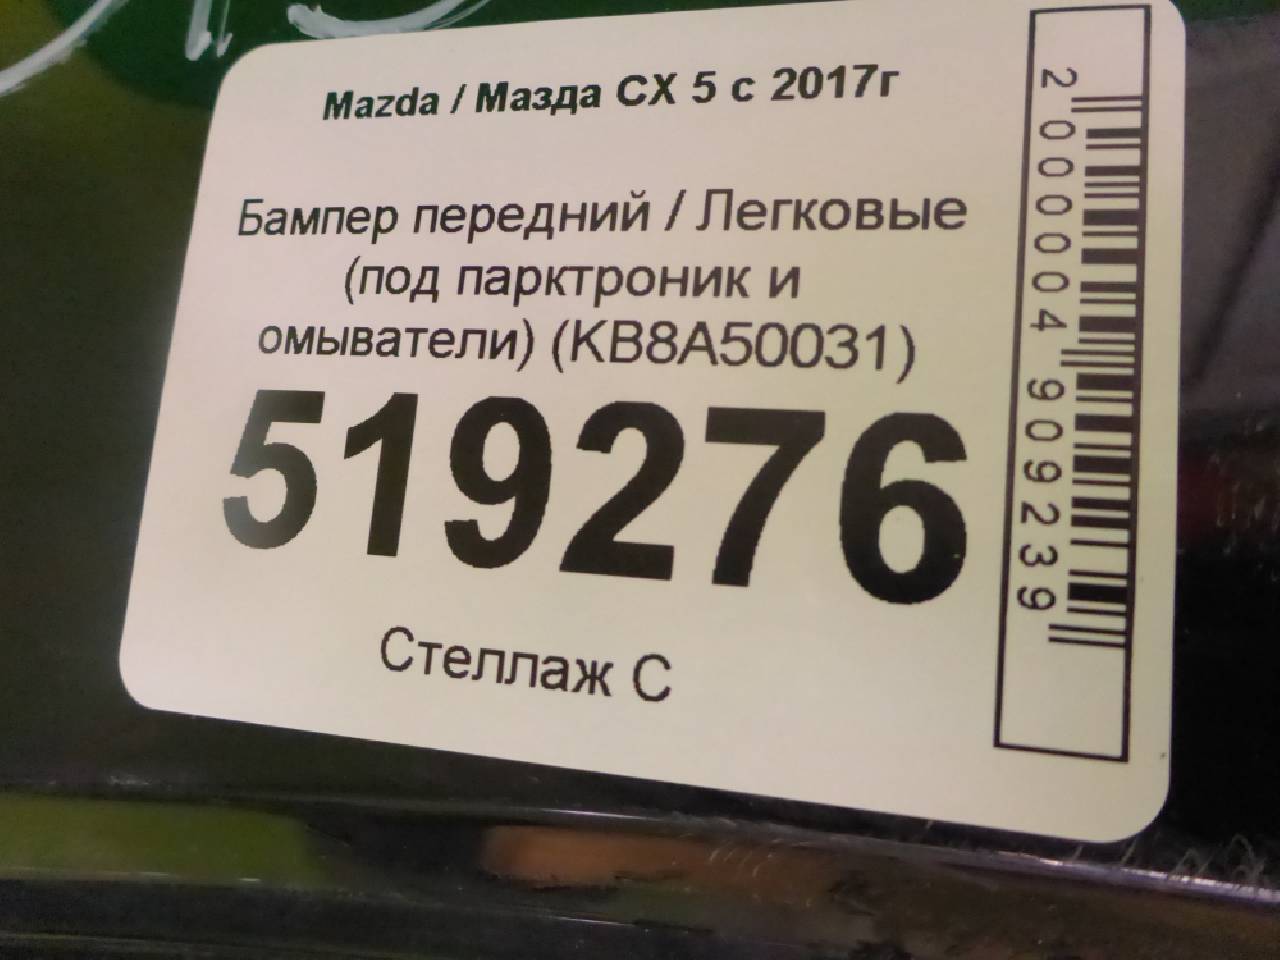 Mazda / Мазда CX 5 с 2017г
Бампер передний / Легковые
(под парктроник и
омыватели) (KB8A50031)
519276
Стеллаж С
2000004909239